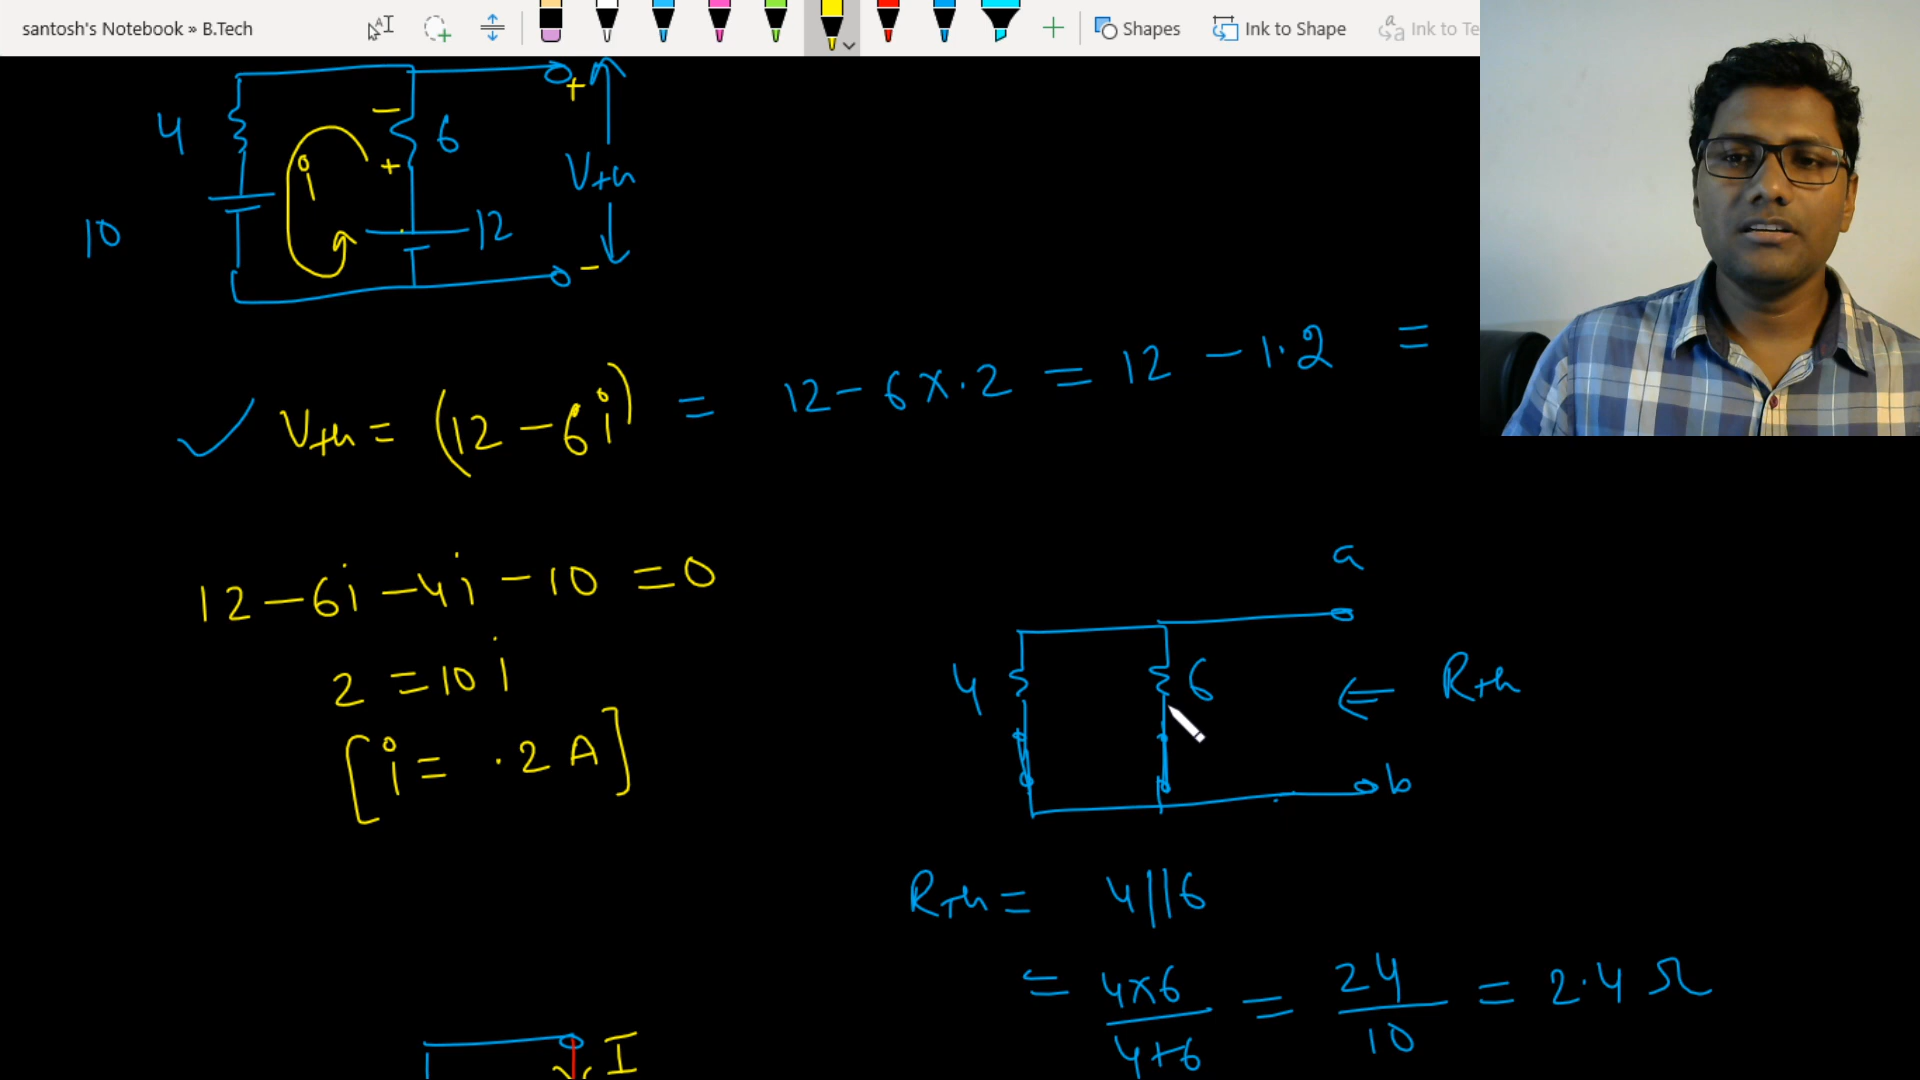 santosh's Notebook » B.Tech
Shapes
Ink to Shape
Ink to Te
+
4
−
6
i
+
Vth
10
12
−
Vth = (12 − 6i) = 12 − 6 x .2 = 12 − 1.2 =
12 − 6i − 4i − 10 = 0
2 = 10 i
[i = .2 A]
a
4
6
⇐ Rth
b
Rth = 4||6
= 4x6/4+6 = 24/10 = 2.4 Ω
I